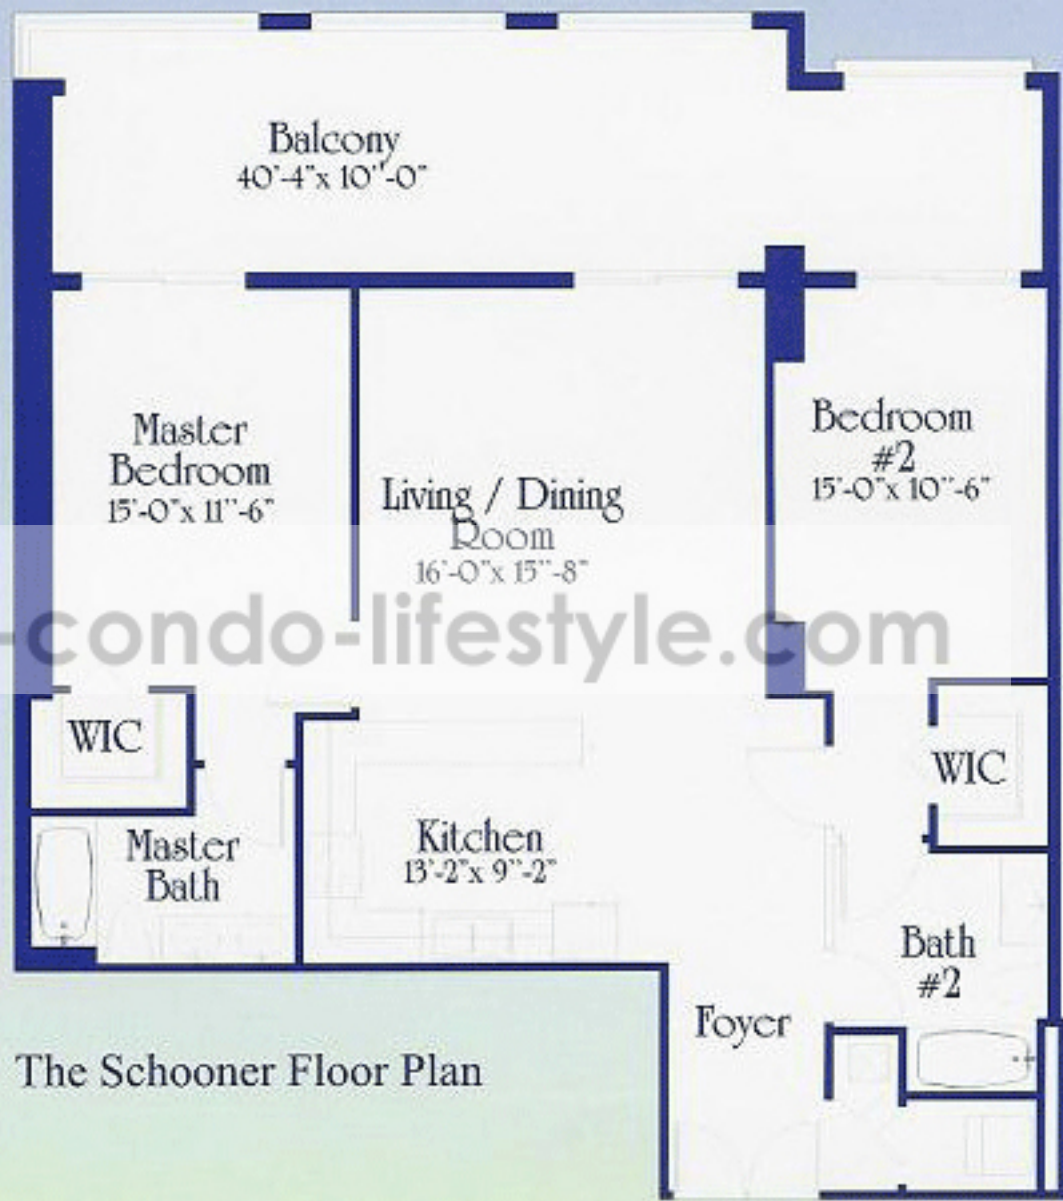 Balcony
40'-4"x 10''-0"
Master
Bedroom
15'-0"x 11''-6"
Living / Dining
Room
16'-0"x 15''-8"
Bedroom
#2
15'-0"x 10''-6"
-condo-lifestyle.com
WIC
WIC
Master
Bath
Kitchen
13'-2"x 9''-2"
Bath
#2
Foyer
The Schooner Floor Plan